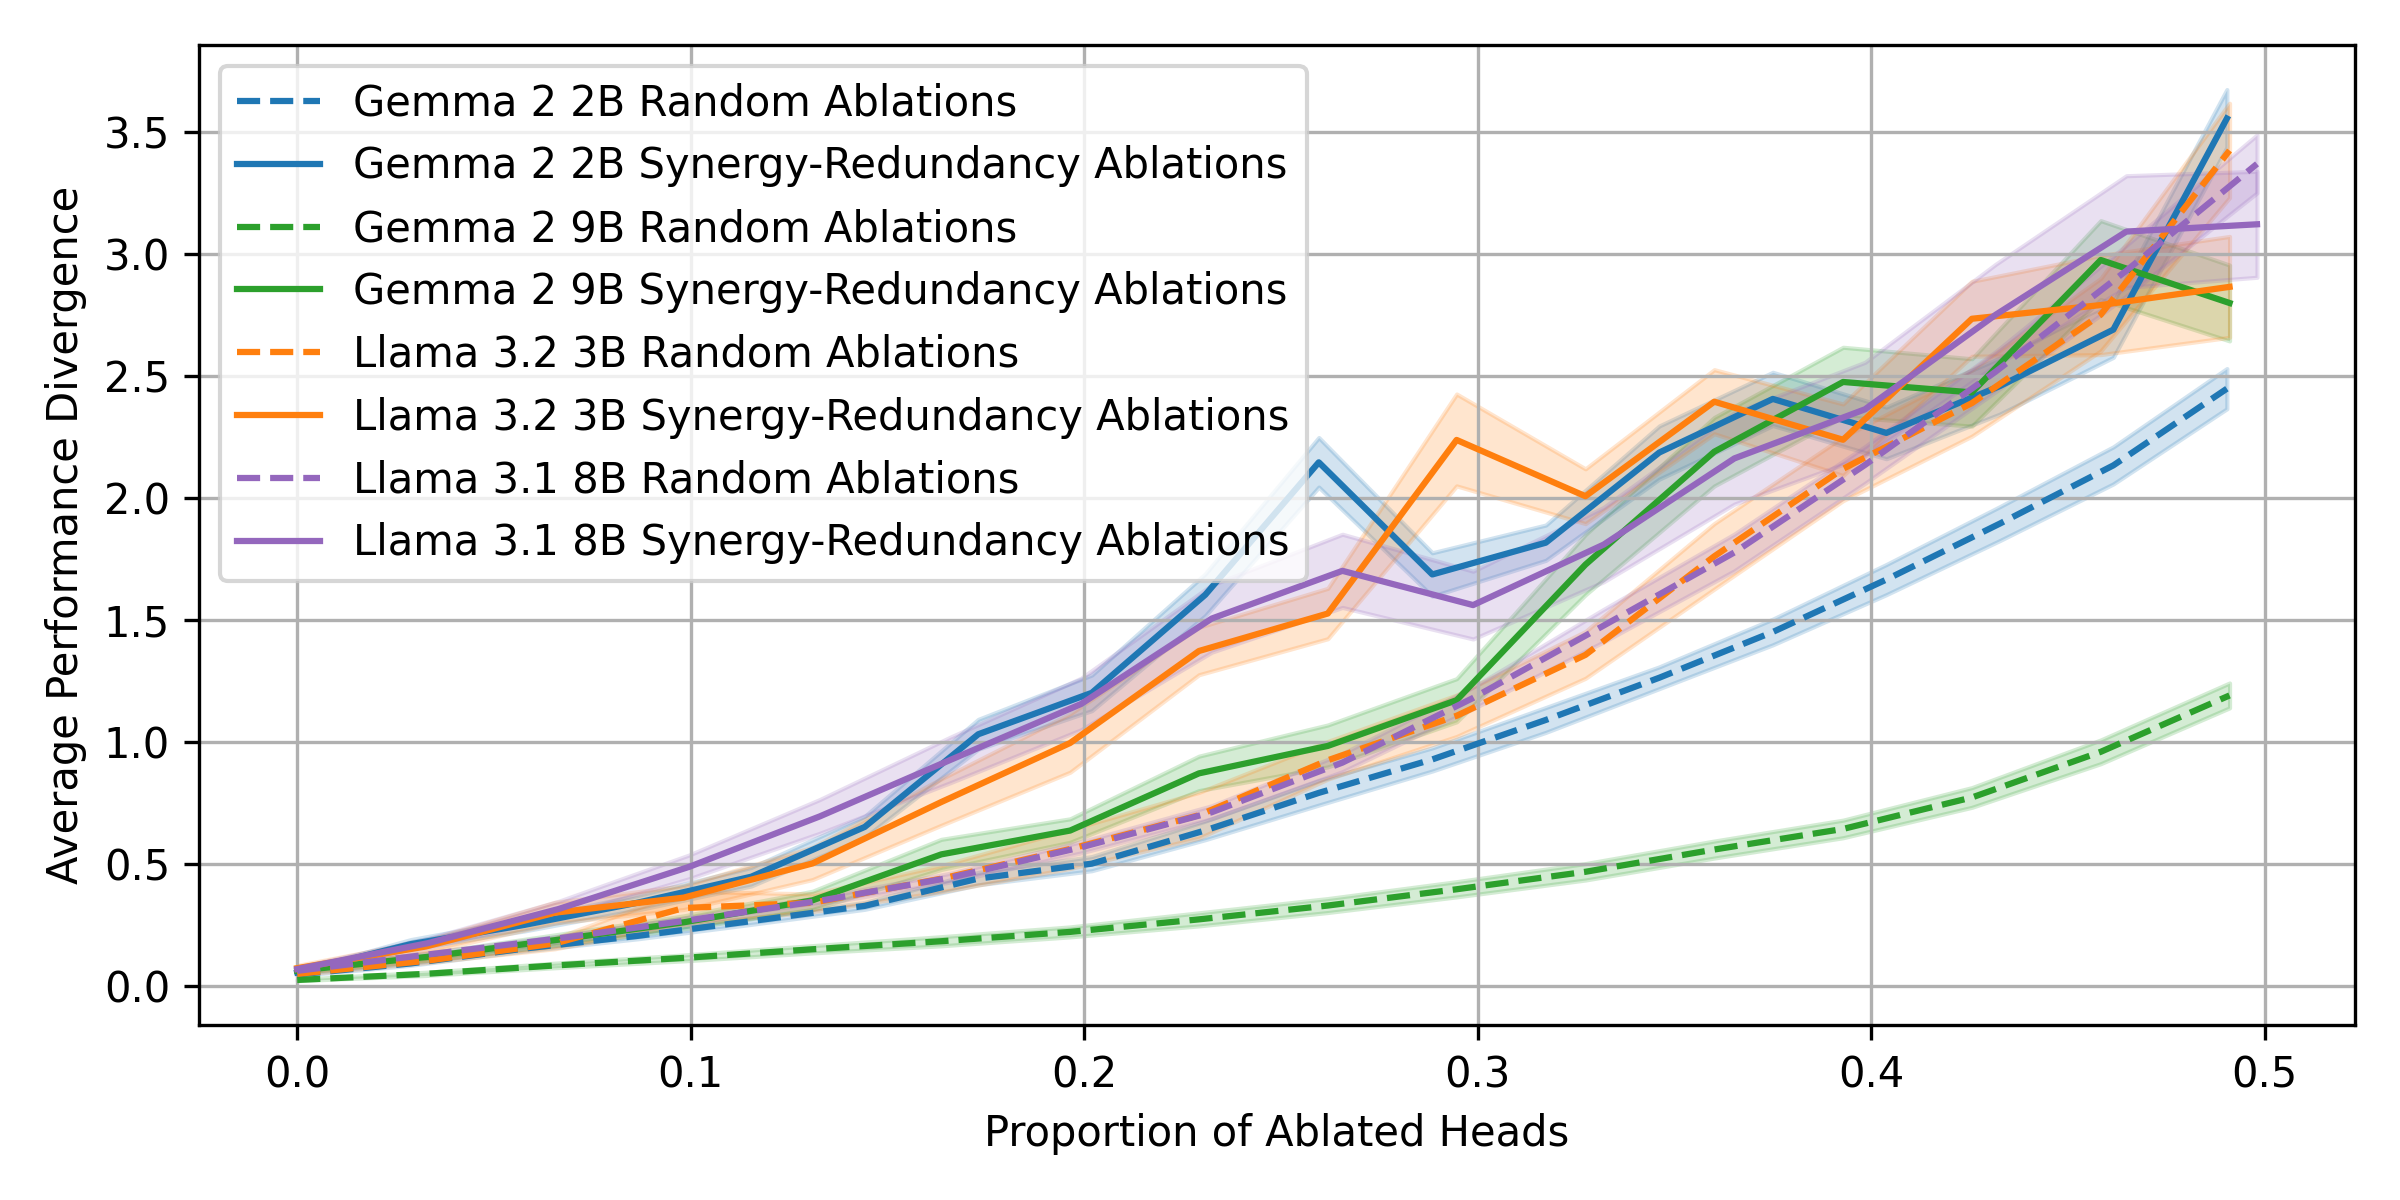 Gemma 2 2B Random Ablations
Gemma 2 2B Synergy-Redundancy Ablations
Gemma 2 9B Random Ablations
Gemma 2 9B Synergy-Redundancy Ablations
Llama 3.2 3B Random Ablations
Llama 3.2 3B Synergy-Redundancy Ablations
Llama 3.1 8B Random Ablations
Llama 3.1 8B Synergy-Redundancy Ablations
Average Performance Divergence
3.5
3.0
2.5
2.0
1.5
1.0
0.5
0.0
0.0 0.1 0.2 0.3 0.4 0.5
Proportion of Ablated Heads